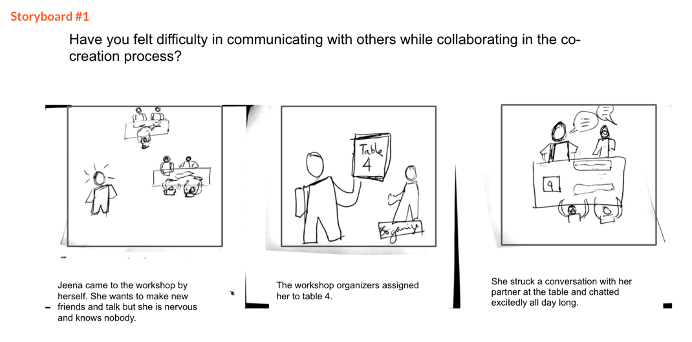 Storyboard #1
Have you felt difficulty in communicating with others while collaborating in the co-
creation process?
Table
4
4
Jeena came to the workshop by
herself. She wants to make new
friends and talk but she is nervous
and knows nobody.
The workshop organizers assigned
her to table 4.
She struck a conversation with her
partner at the table and chatted
excitedly all day long.